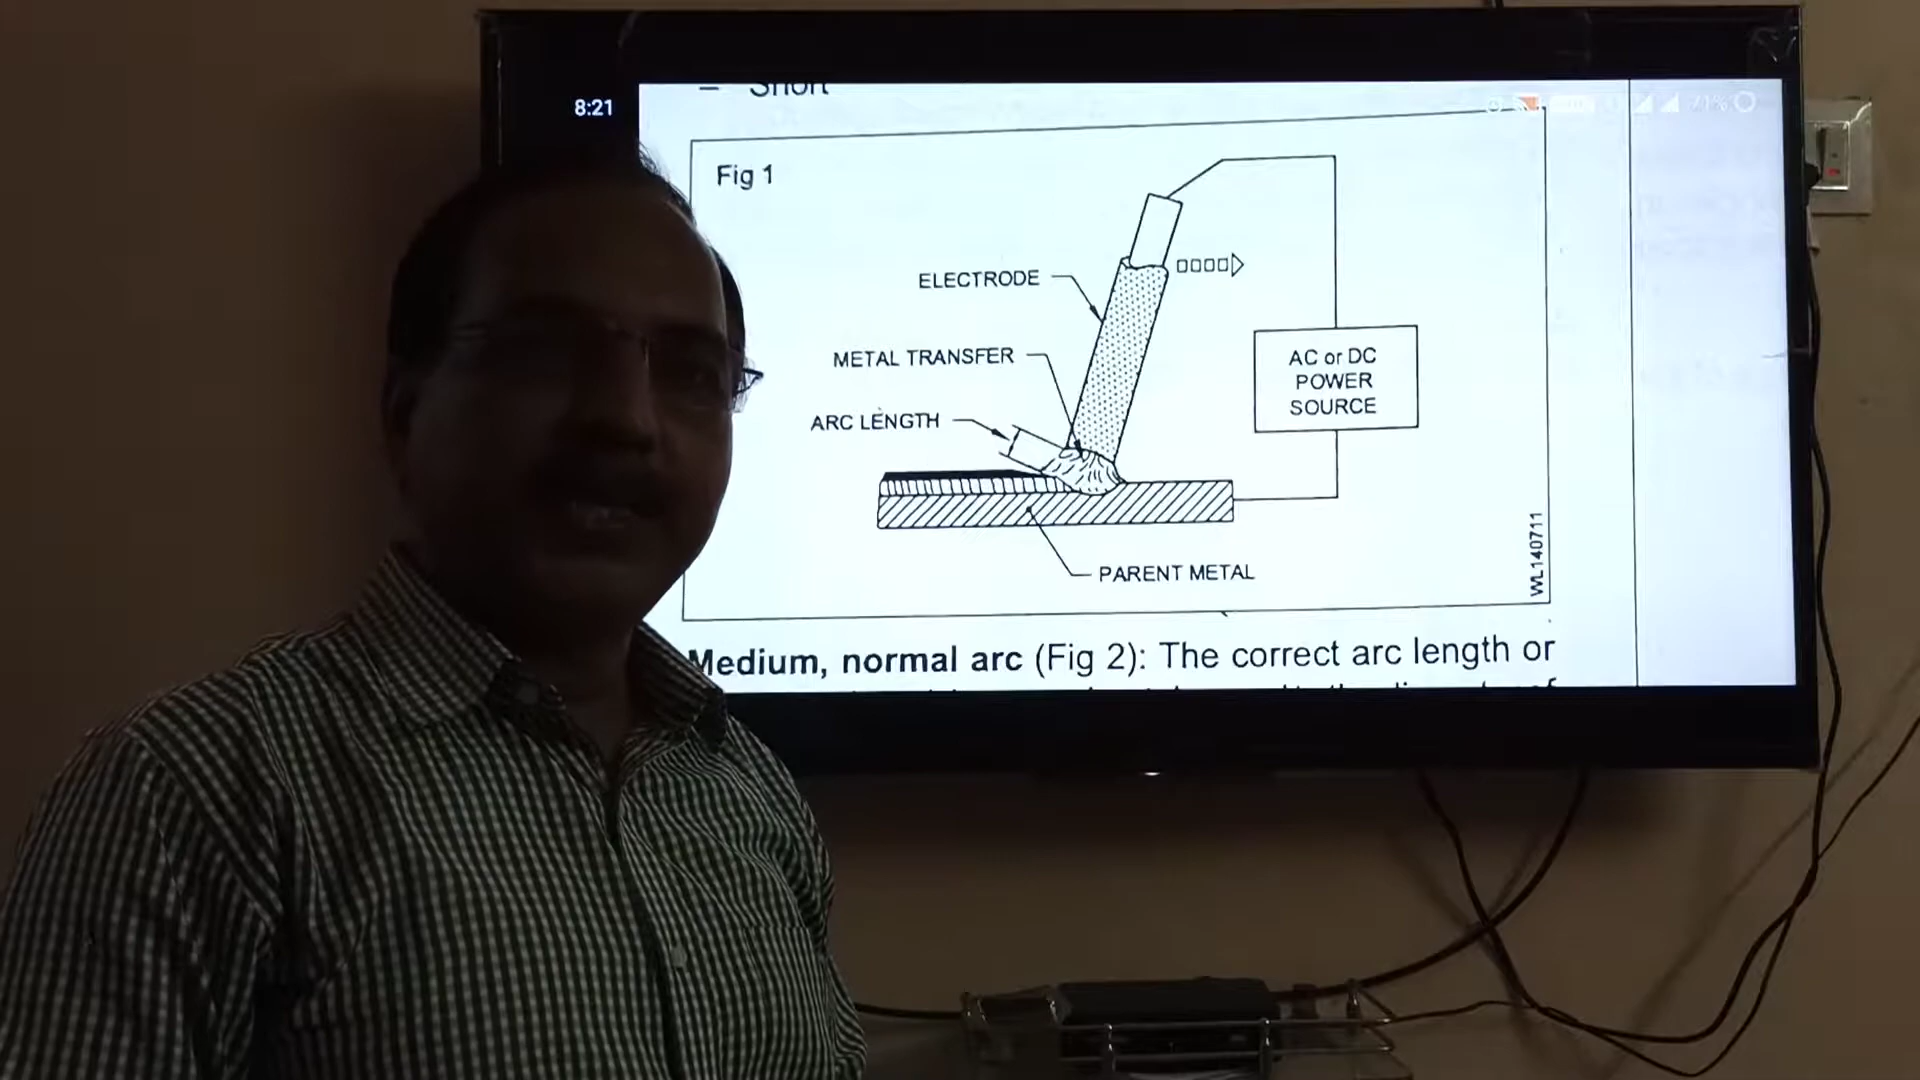 8:21
– Short
71%
Fig 1
ELECTRODE
METAL TRANSFER
ARC LENGTH
AC or DC
POWER
SOURCE
PARENT METAL
WL140711
Medium, normal arc (Fig 2): The correct arc length or